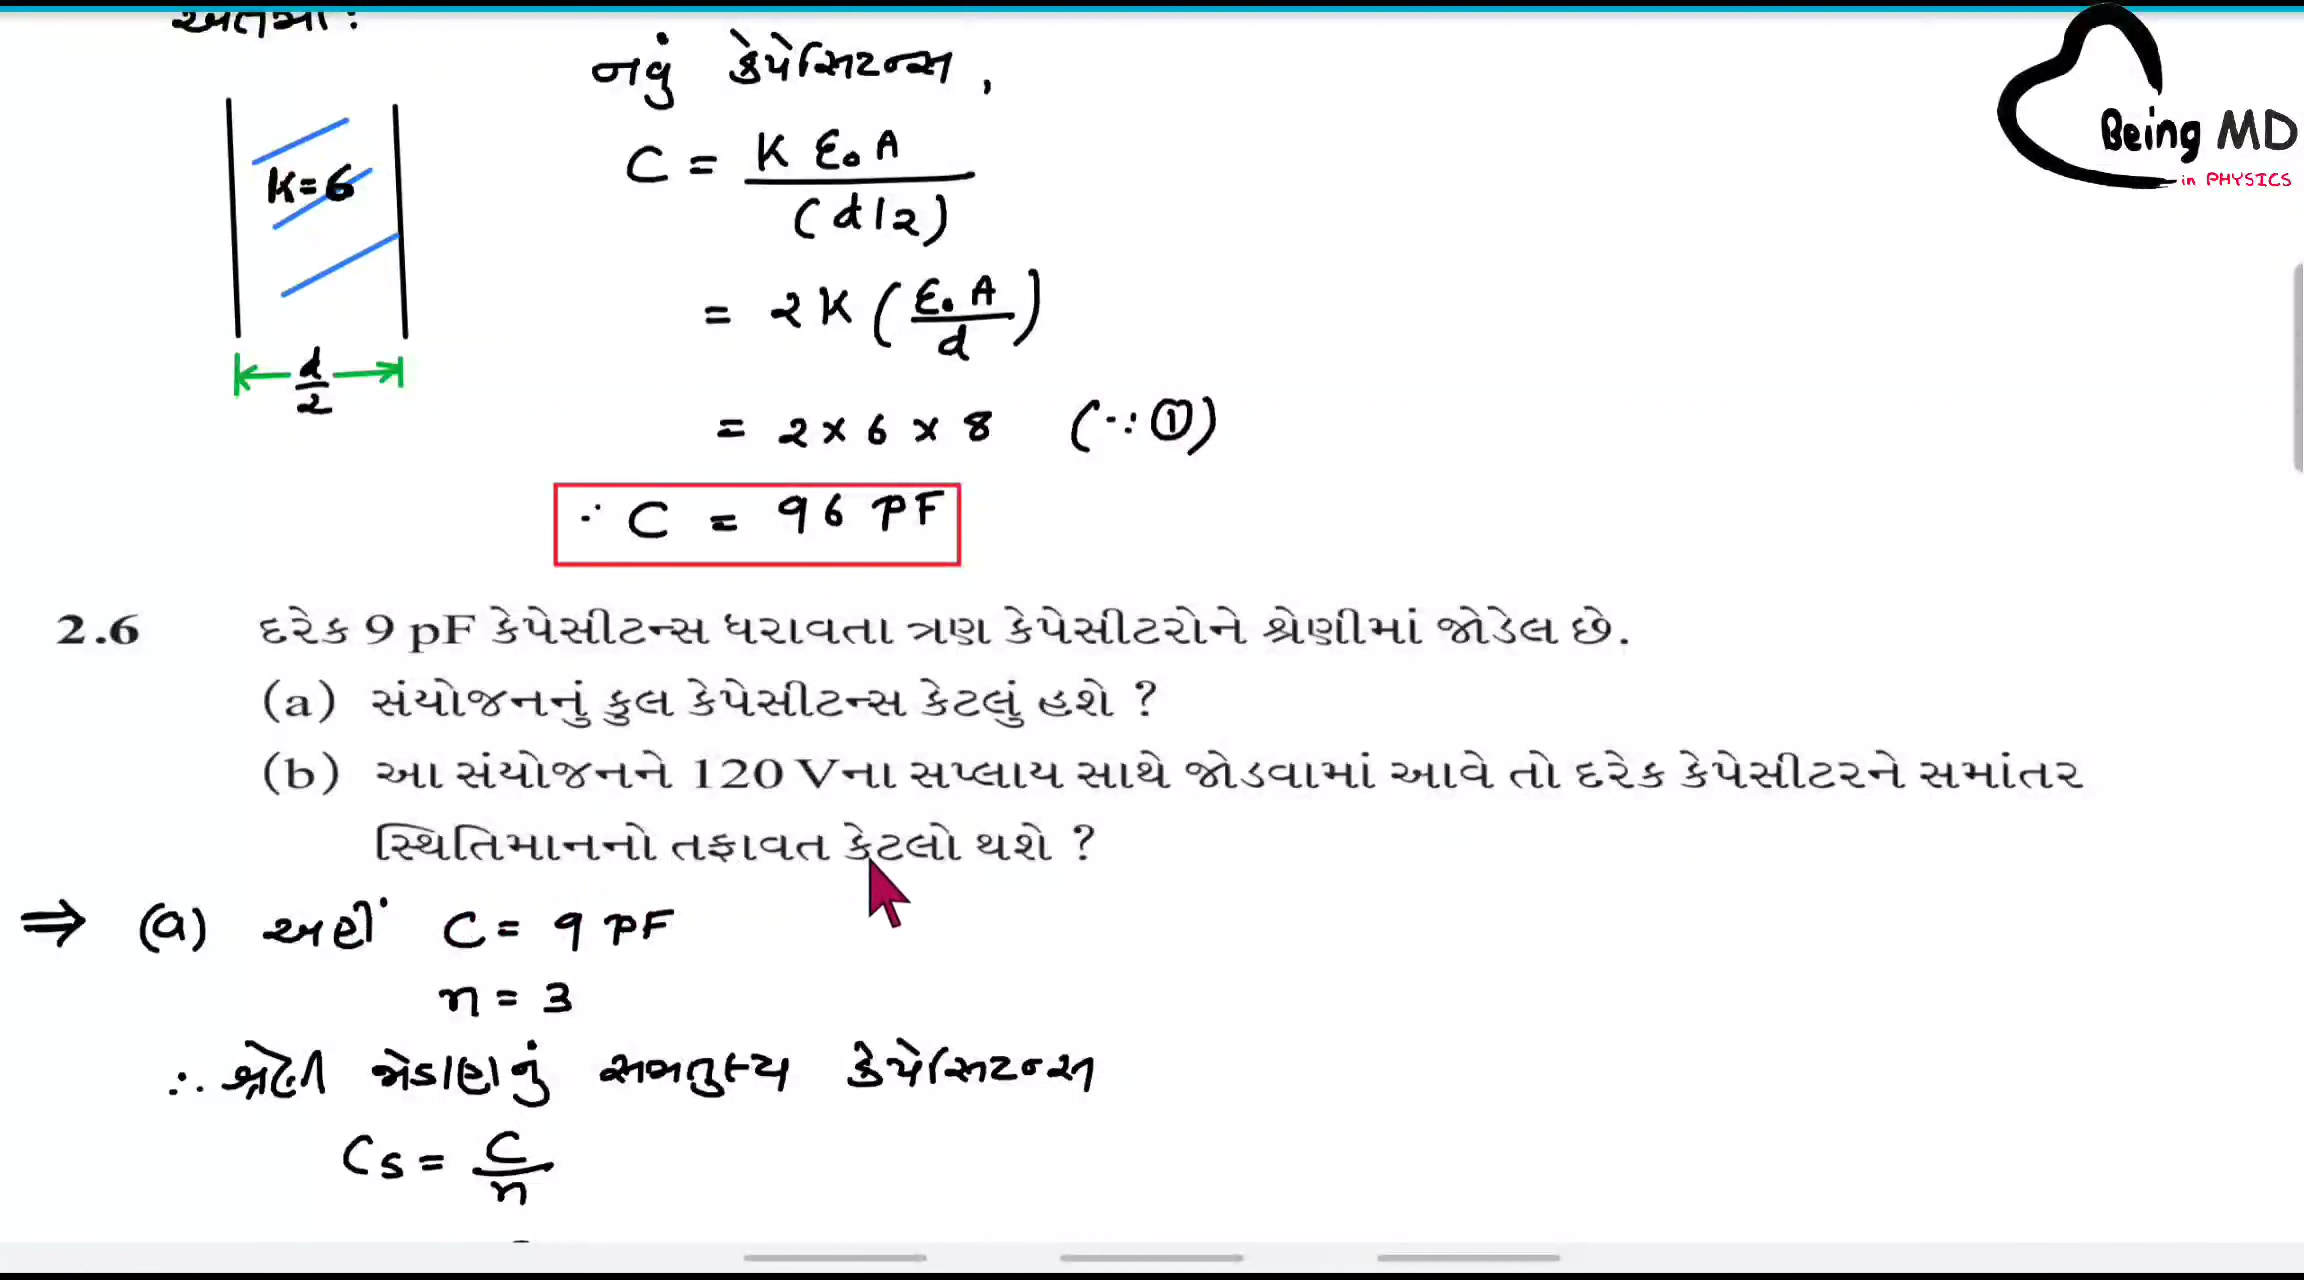 અંતમાં :
નવું કેપેસિટન્સ,
Being MD
in PHYSICS
K=6
C = K ε₀ A / (d/2)
= 2K (ε₀ A / d)
d/2
= 2 × 6 × 8 (∵ ①)
∴ C = 96 PF
2.6 દરેક 9 pF કેપેસીટન્સ ધરાવતા ત્રણ કેપેસીટરોને શ્રેણીમાં જોડેલ છે.
(a) સંયોજનનું કુલ કેપેસીટન્સ કેટલું હશે ?
(b) આ સંયોજનને 120 Vના સપ્લાય સાથે જોડવામાં આવે તો દરેક કેપેસીટરને સમાંતર
સ્થિતિમાનનો તફાવત કેટલો થશે ?
⇒ (a) અહીં C = 9 PF
n = 3
∴ શ્રેણી જોડાણનું સમતુલ્ય કેપેસિટન્સ
Cs = C / n